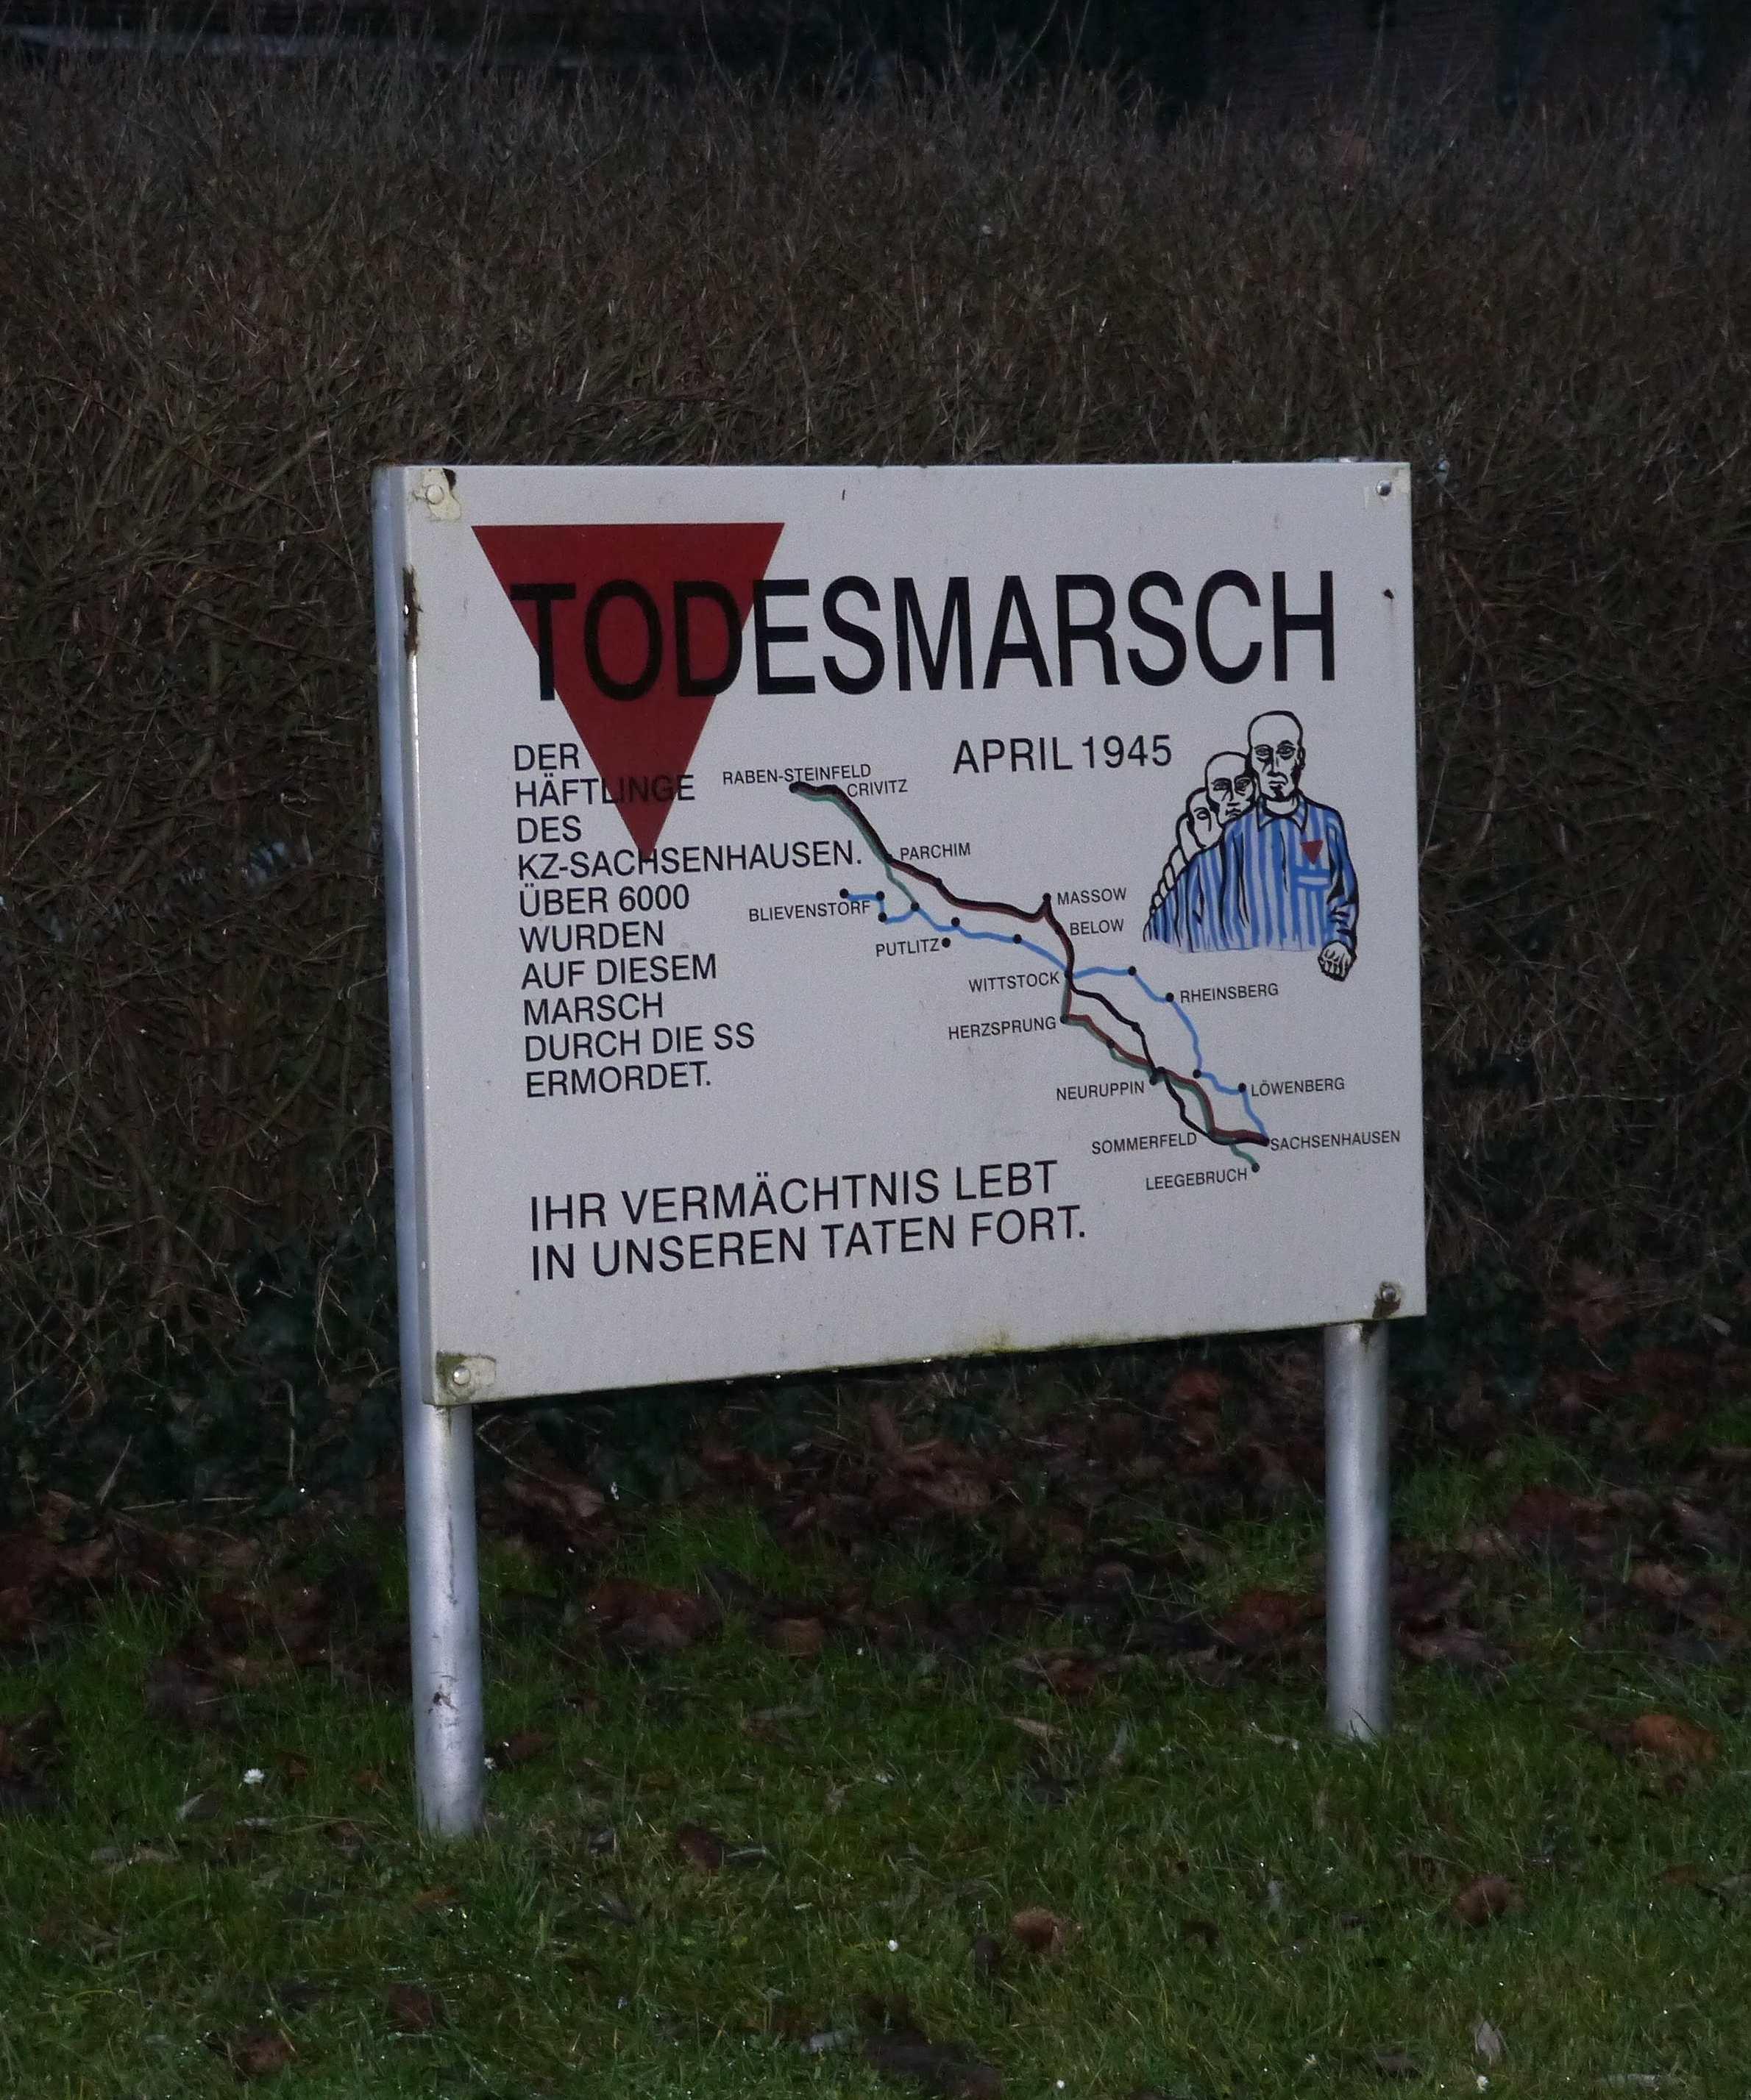 TODESMARSCH
APRIL 1945
DER
HÄFTLINGE
DES
KZ-SACHSENHAUSEN.
ÜBER 6000
WURDEN
AUF DIESEM
MARSCH
DURCH DIE SS
ERMORDET.
RABEN-STEINFELD
CRIVITZ
PARCHIM
MASSOW
BLIEVENSTORF
BELOW
PUTLITZ
WITTSTOCK
RHEINSBERG
HERZSPRUNG
NEURUPPIN
LÖWENBERG
SOMMERFELD
SACHSENHAUSEN
LEEGEBRUCH
IHR VERMÄCHTNIS LEBT
IN UNSEREN TATEN FORT.